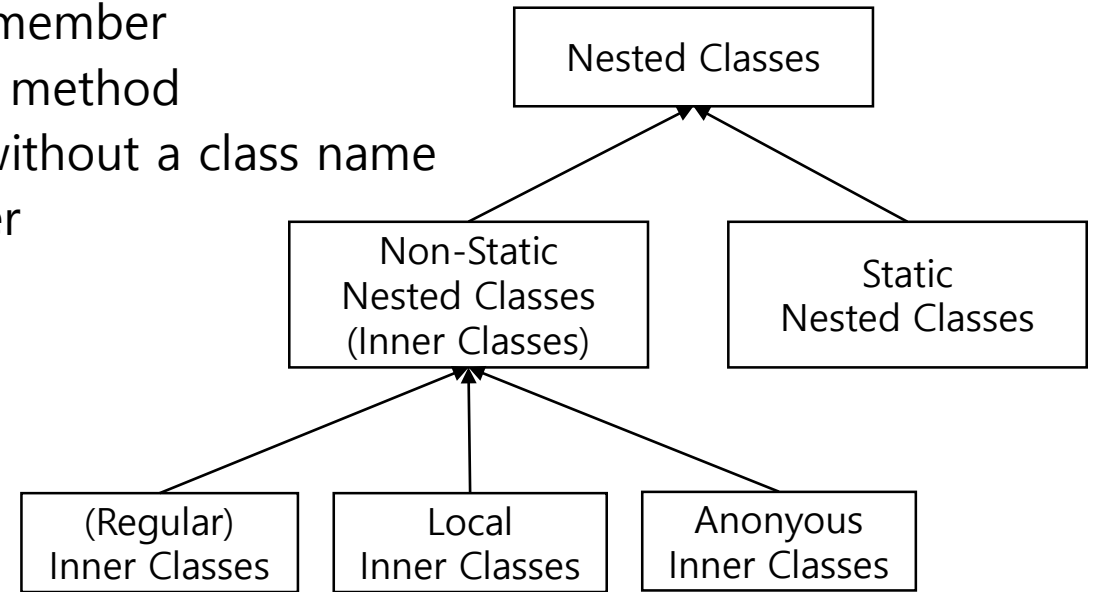 member
method
without a class name
er
Nested Classes
Non-Static
Nested Classes
(Inner Classes)
Static
Nested Classes
(Regular)
Inner Classes
Local
Inner Classes
Anonyous
Inner Classes